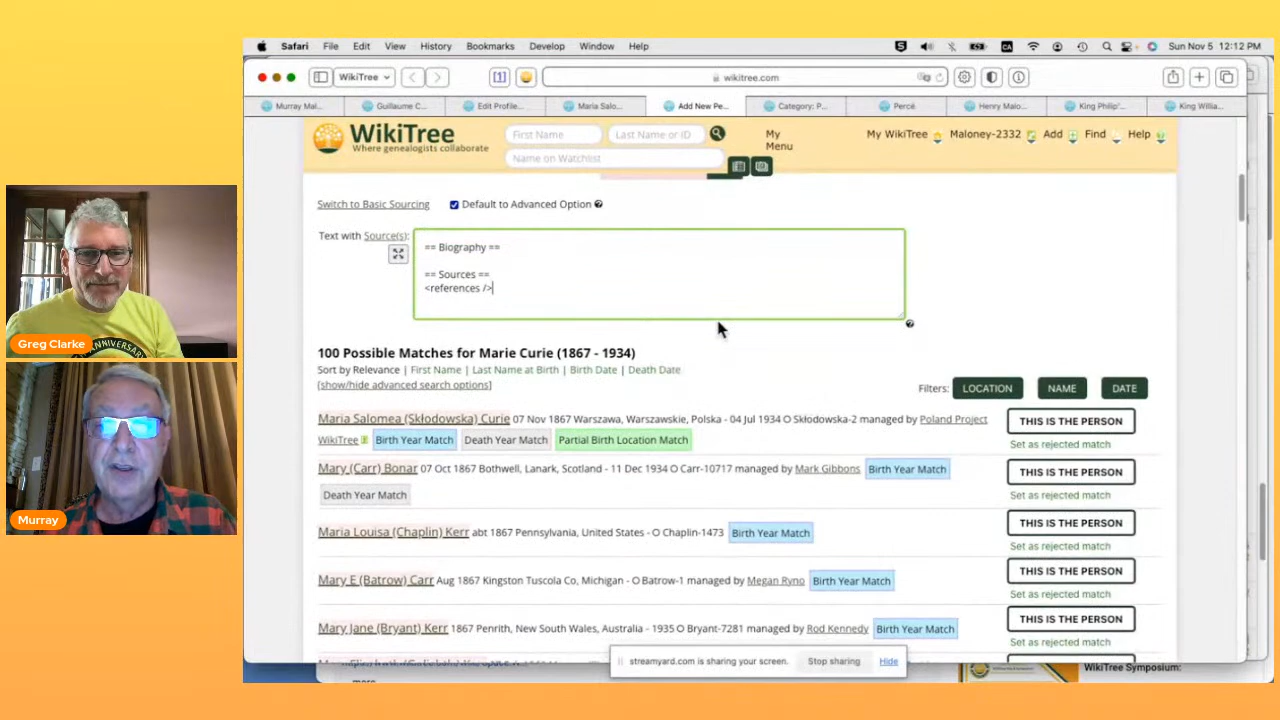 Safari File Edit View History Bookmarks Develop Window Help
CA
Sun Nov 5 12:12 PM
WikiTree
[1]
wikitree.com
Murray Mal...
Guillaume C...
Edit Profile...
Maria Salo...
Add New Pe...
Category: P...
Percé
Henry Malo...
King Philip'...
King Willia...
WikiTree
Where genealogists collaborate
First Name
Last Name or ID
Name on Watchlist
My
Menu
My WikiTree
Maloney-2332
Add
Find
Help
Switch to Basic Sourcing
Default to Advanced Option
Text with Source(s):
== Biography ==
== Sources ==
<references />
100 Possible Matches for Marie Curie (1867 - 1934)
Sort by Relevance | First Name | Last Name at Birth | Birth Date | Death Date
[show/hide advanced search options]
Filters: LOCATION NAME DATE
Maria Salomea (Skłodowska) Curie 07 Nov 1867 Warszawa, Warszawskie, Polska - 04 Jul 1934 O Skłodowska-2 managed by Poland Project
WikiTree Birth Year Match Death Year Match Partial Birth Location Match
THIS IS THE PERSON
Set as rejected match
Mary (Carr) Bonar 07 Oct 1867 Bothwell, Lanark, Scotland - 11 Dec 1934 O Carr-10717 managed by Mark Gibbons Birth Year Match
Death Year Match
THIS IS THE PERSON
Set as rejected match
Maria Louisa (Chaplin) Kerr abt 1867 Pennsylvania, United States - O Chaplin-1473 Birth Year Match
THIS IS THE PERSON
Set as rejected match
Mary E (Batrow) Carr Aug 1867 Kingston Tuscola Co, Michigan - O Batrow-1 managed by Megan Ryno Birth Year Match
THIS IS THE PERSON
Set as rejected match
Mary Jane (Bryant) Kerr 1867 Penrith, New South Wales, Australia - 1935 O Bryant-7281 managed by Rod Kennedy Birth Year Match
THIS IS THE PERSON
Set as rejected match
streamyard.com is sharing your screen.
Stop sharing
Hide
WikiTree Symposium:
Greg Clarke
ANNIVERSARY
Murray